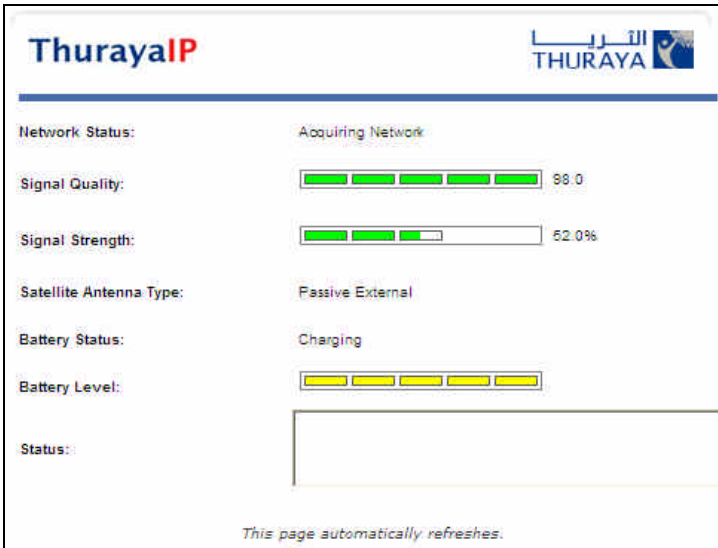 ThurayaIP
الثريا
THURAYA
Network Status: Acquiring Network
Signal Quality: 98.0
Signal Strength: 52.0%
Satellite Antenna Type: Passive External
Battery Status: Charging
Battery Level:
Status:
This page automatically refreshes.